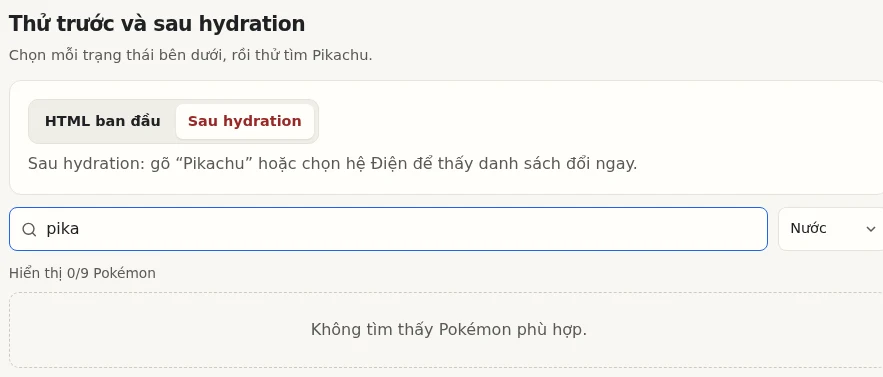 Thử trước và sau hydration
Chọn mỗi trạng thái bên dưới, rồi thử tìm Pikachu.
HTML ban đầu Sau hydration
Sau hydration: gõ “Pikachu” hoặc chọn hệ Điện để thấy danh sách đổi ngay.
pika Nước
Hiển thị 0/9 Pokémon
Không tìm thấy Pokémon phù hợp.